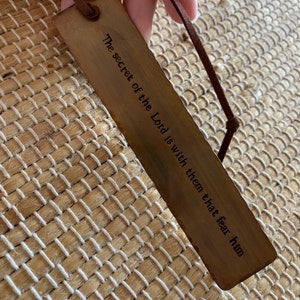 The secret of the Lord is with them that fear him